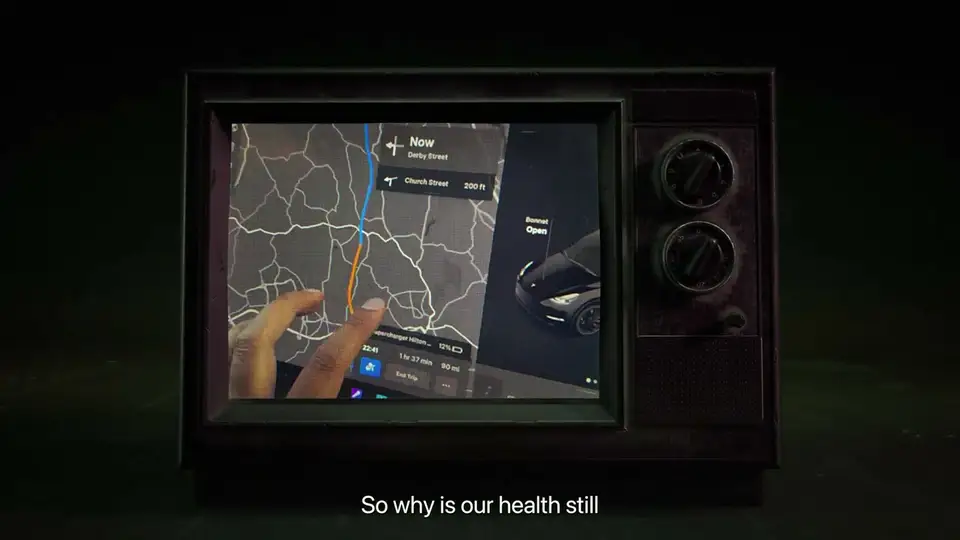 Now
Derby Street
Church Street 200 ft
Bonnet
Open
12%
22:41 1 hr 37 min 90 mi
End Trip
So why is our health still